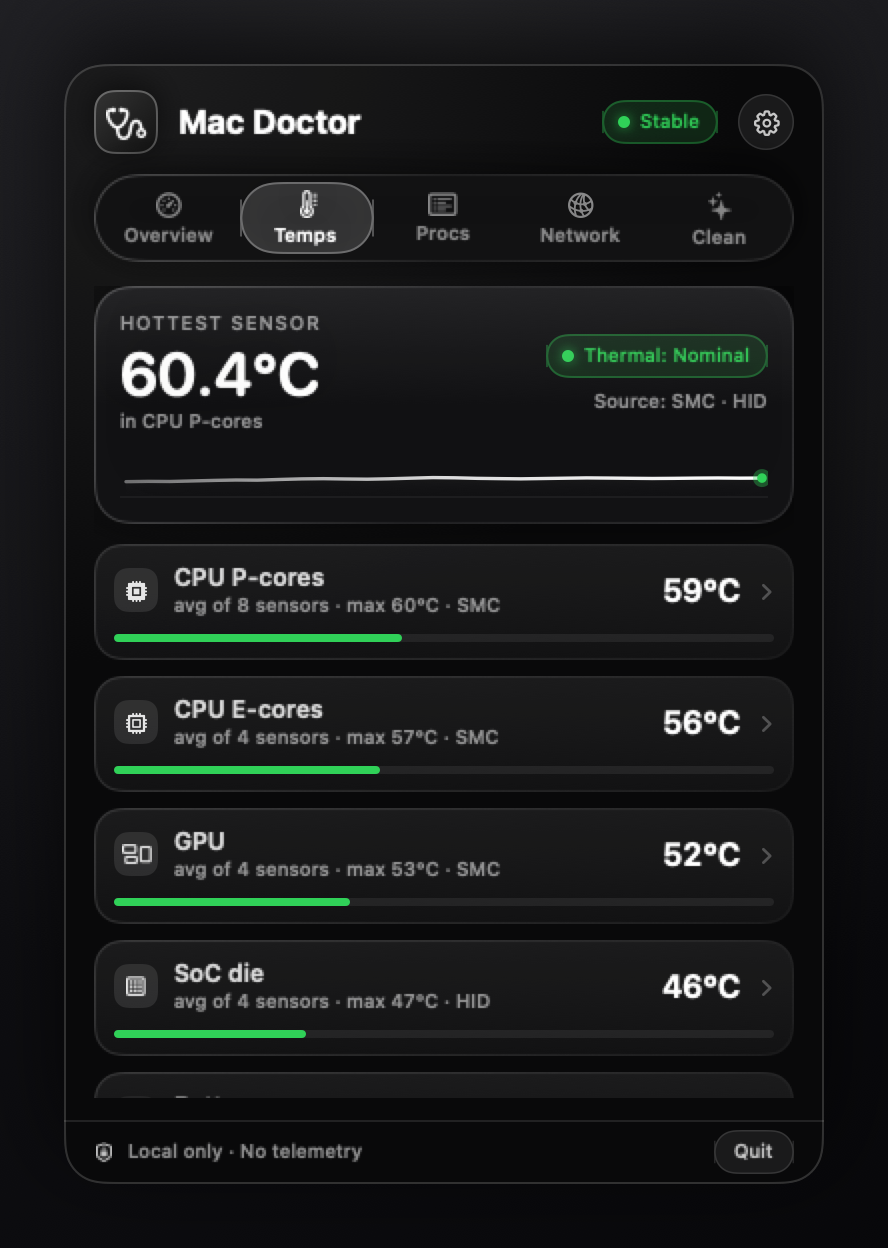 Mac Doctor
Stable
Overview
Temps
Procs
Network
Clean
HOTTEST SENSOR
60.4°C
in CPU P-cores
Thermal: Nominal
Source: SMC · HID
CPU P-cores
avg of 8 sensors · max 60°C · SMC
59°C
CPU E-cores
avg of 4 sensors · max 57°C · SMC
56°C
GPU
avg of 4 sensors · max 53°C · SMC
52°C
SoC die
avg of 4 sensors · max 47°C · HID
46°C
Local only · No telemetry
Quit